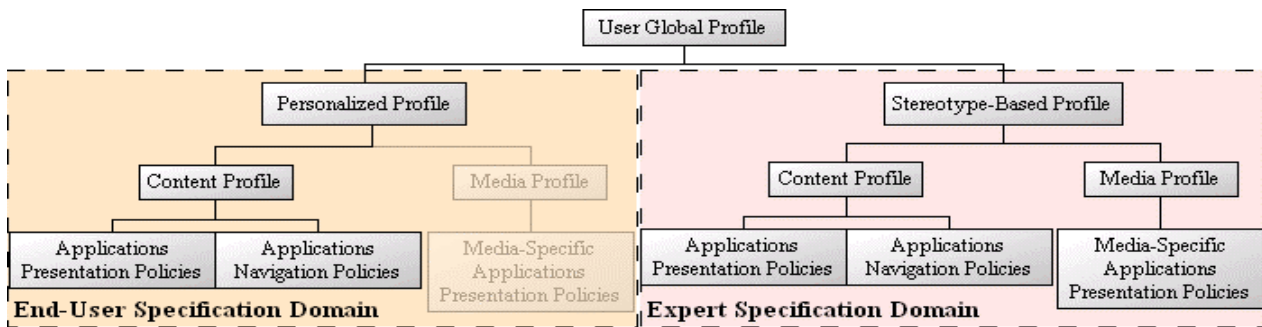 User Global Profile
Personalized Profile
Stereotype-Based Profile
Content Profile
Media Profile
Content Profile
Media Profile
Applications
Presentation Policies
Applications
Navigation Policies
Media-Specific
Applications
Presentation Policies
Applications
Presentation Policies
Applications
Navigation Policies
Media-Specific
Applications
Presentation Policies
End-User Specification Domain
Expert Specification Domain